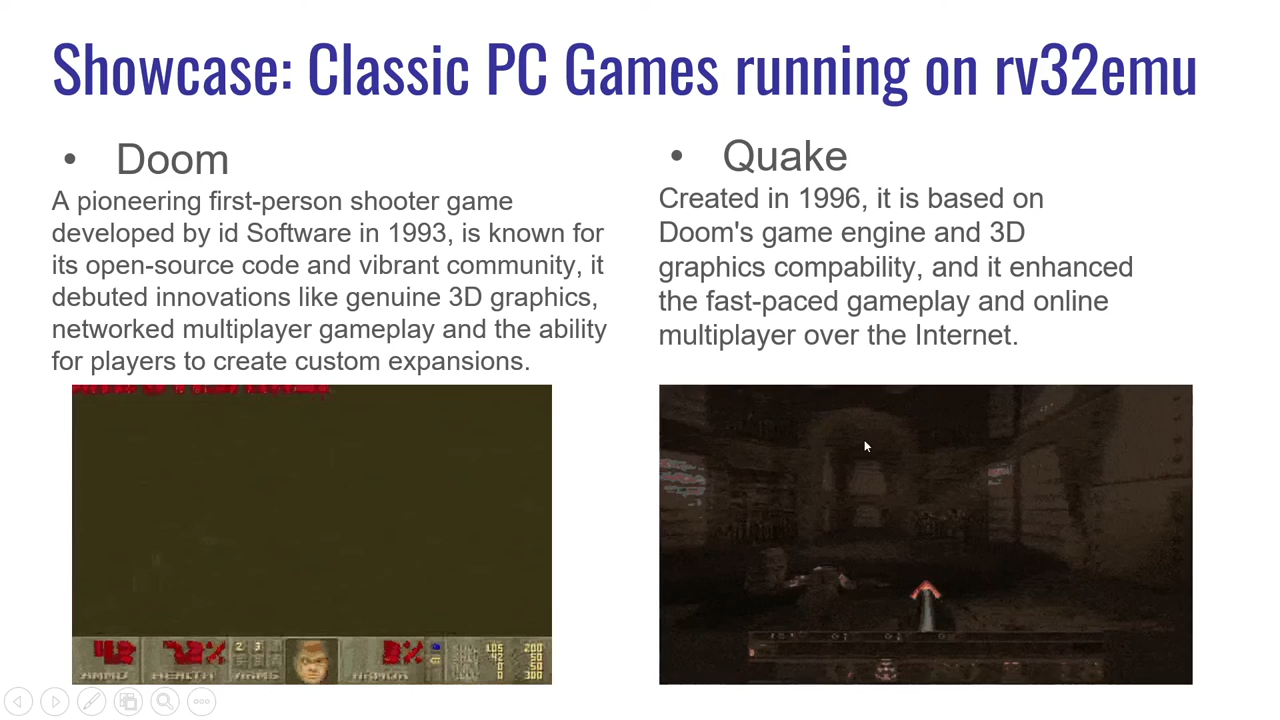 Showcase: Classic PC Games running on rv32emu
• Doom
A pioneering first-person shooter game
developed by id Software in 1993, is known for
its open-source code and vibrant community, it
debuted innovations like genuine 3D graphics,
networked multiplayer gameplay and the ability
for players to create custom expansions.
• Quake
Created in 1996, it is based on
Doom's game engine and 3D
graphics compability, and it enhanced
the fast-paced gameplay and online
multiplayer over the Internet.
AMMO HEALTH ARMS ARMOR